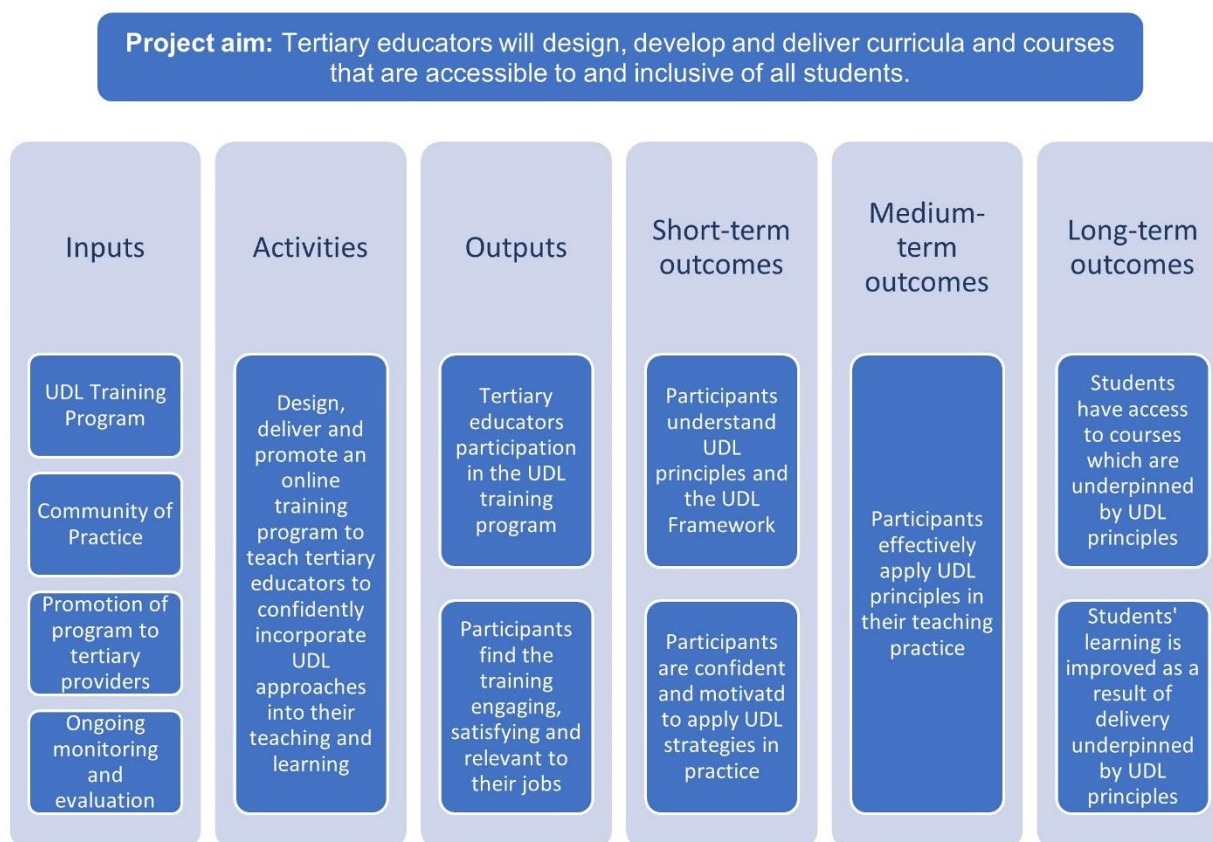 Project aim: Tertiary educators will design, develop and deliver curricula and courses
that are accessible to and inclusive of all students.
Inputs
UDL Training
Program
Community of
Practice
Promotion of
program to
tertiary
providers
Ongoing
monitoring
and
evaluation
Activities
Design,
deliver and
promote an
online
training
program to
teach tertiary
educators to
confidently
incorporate
UDL
approaches
into their
teaching and
learning
Outputs
Tertiary
educators
participation
in the UDL
training
program
Participants
find the
training
engaging,
satisfying and
relevant to
their jobs
Short-term
outcomes
Participants
understand
UDL
principles and
the UDL
Framework
Participants
are confident
and motivatd
to apply UDL
strategies in
practice
Medium-
term
outcomes
Participants
effectively
apply UDL
principles in
their teaching
practice
Long-term
outcomes
Students
have access
to courses
which are
underpinned
by UDL
principles
Students'
learning is
improved as a
result of
delivery
underpinned
by UDL
principles